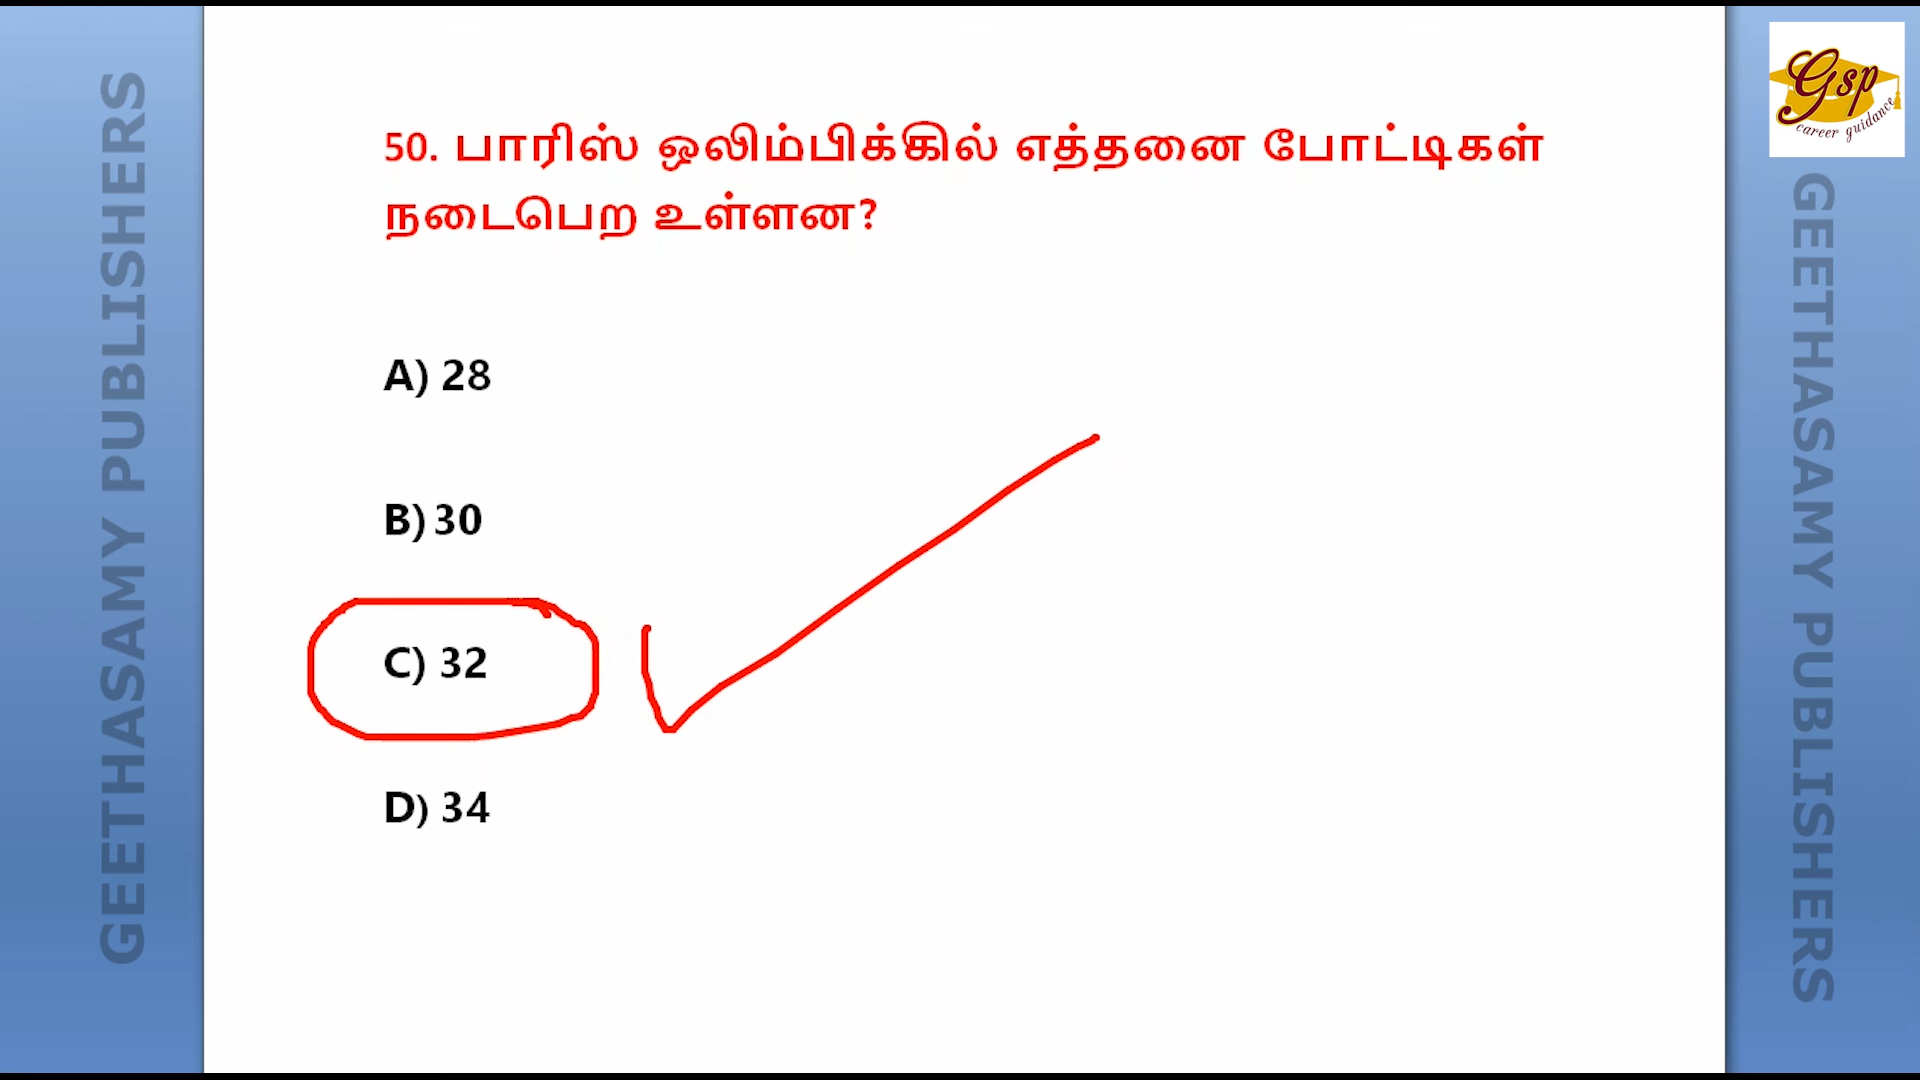 GEETHASAMY PUBLISHERS
Gsp
career guidance
50. பாரிஸ் ஒலிம்பிக்கில் எத்தனை போட்டிகள்
நடைபெற உள்ளன?
A) 28
B) 30
C) 32
D) 34
GEETHASAMY PUBLISHERS